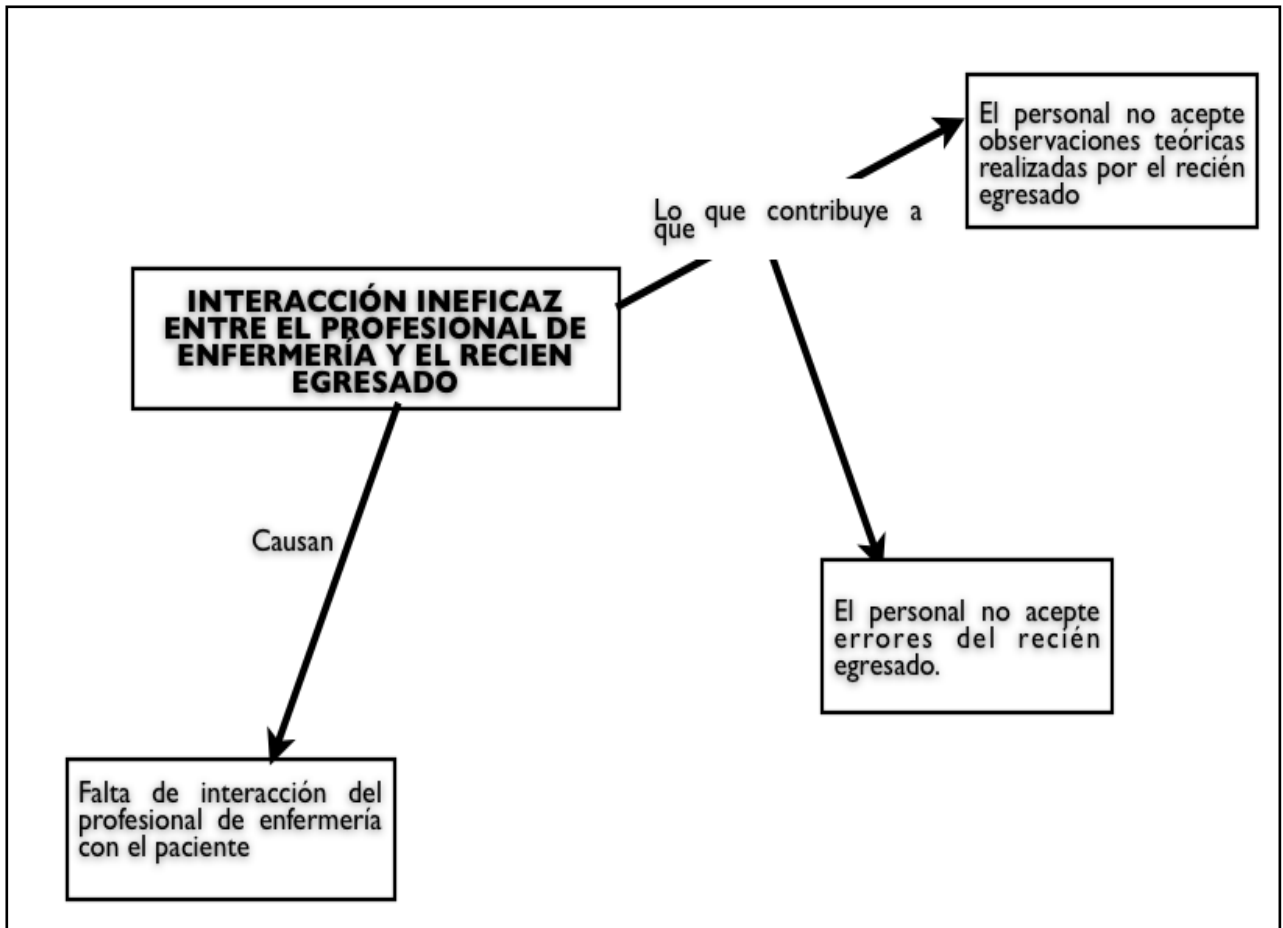 El personal no acepte
observaciones teóricas
realizadas por el recién
egresado
Lo que contribuye a
que
INTERACCIÓN INEFICAZ
ENTRE EL PROFESIONAL DE
ENFERMERÍA Y EL RECIEN
EGRESADO
Causan
El personal no acepte
errores del recién
egresado.
Falta de interacción del
profesional de enfermería
con el paciente